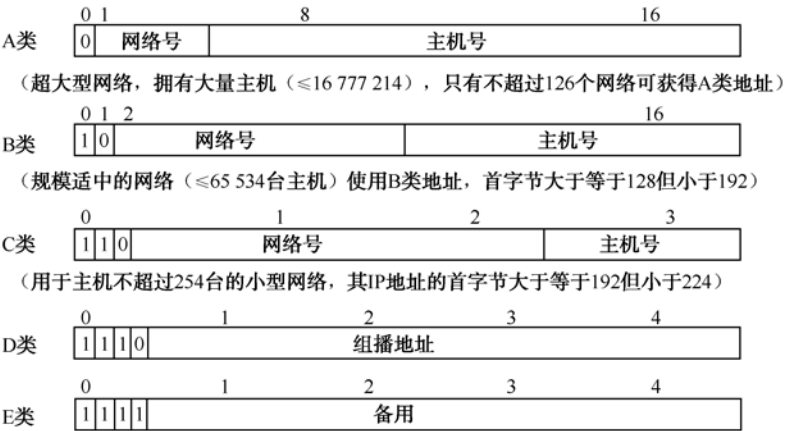 0 1 8 16
A类 0 网络号 主机号
（超大型网络，拥有大量主机（≤16 777 214），只有不超过126个网络可获得A类地址）
0 1 2 16
B类 1 0 网络号 主机号
（规模适中的网络（≤65 534台主机）使用B类地址，首字节大于等于128但小于192）
0 1 2 3
C类 1 1 0 网络号 主机号
（用于主机不超过254台的小型网络，其IP地址的首字节大于等于192但小于224）
0 1 2 3 4
D类 1 1 1 0 组播地址
0 1 2 3 4
E类 1 1 1 1 备用